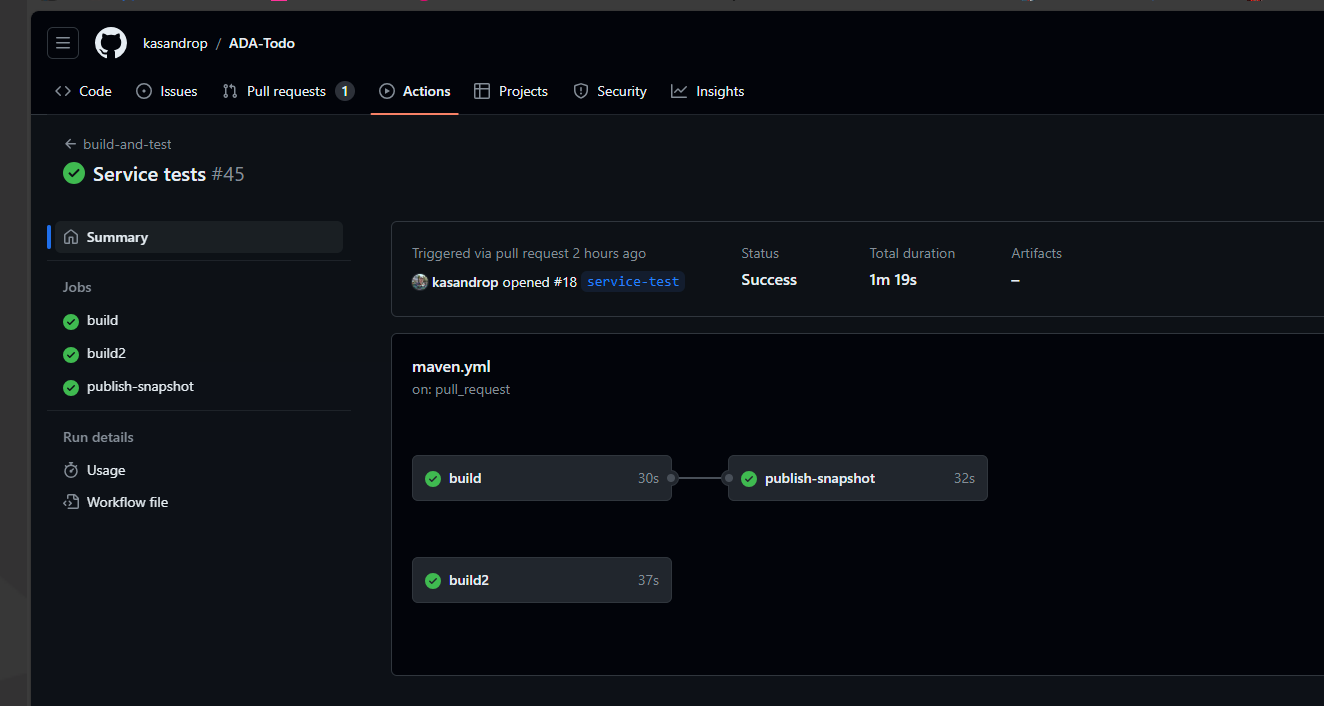 kasandrop / ADA-Todo
Code Issues Pull requests 1 Actions Projects Security Insights
build-and-test
Service tests #45
Summary
Jobs
build
build2
publish-snapshot
Run details
Usage
Workflow file
Triggered via pull request 2 hours ago
kasandrop opened #18 service-test
Status
Success
Total duration
1m 19s
Artifacts
–
maven.yml
on: pull_request
build 30s
publish-snapshot 32s
build2 37s